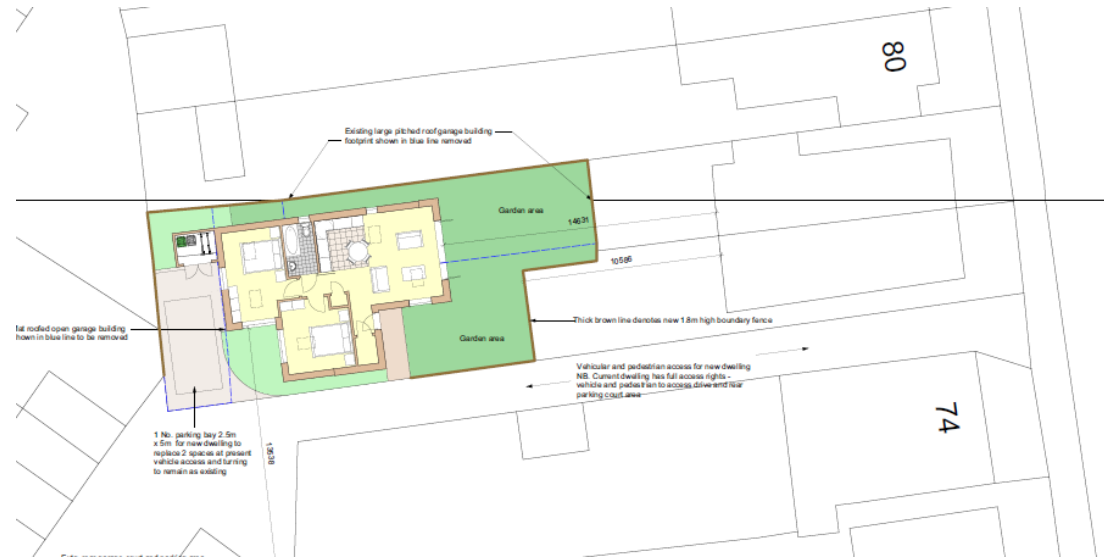 80
Existing large pitched roof garage building
footprint shown in blue line removed
Garden area
14631
10586
flat roofed open garage building
shown in blue line to be removed
Thick brown line denotes new 1.8m high boundary fence
Garden area
Vehicular and pedestrian access for new dwelling
NB. Current dwelling has full access rights -
vehicle and pedestrian to access drive and rear
parking court area
74
1 No. parking bay 2.5m
x 5m for new dwelling to
replace 2 spaces at present
vehicle access and turning
to remain as existing
13638